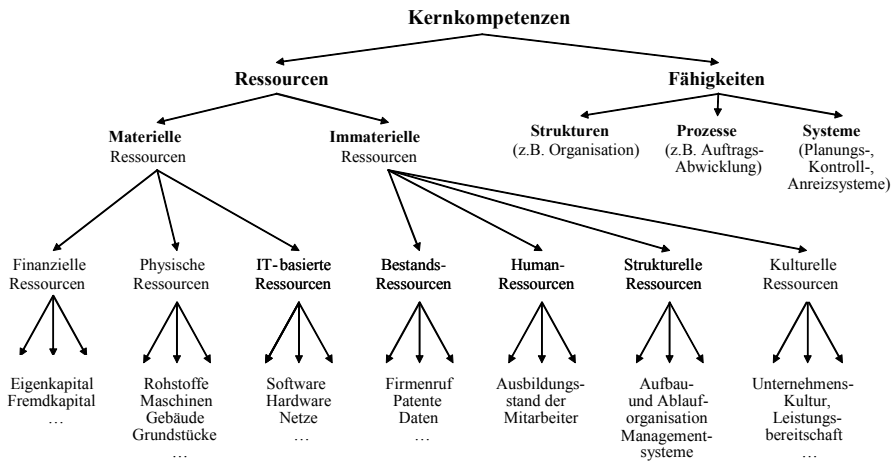 Kernkompetenzen
Ressourcen
Fähigkeiten
Materielle
Ressourcen
Immaterielle
Ressourcen
Strukturen
(z.B. Organisation)
Prozesse
(z.B. Auftrags-
Abwicklung)
Systeme
(Planungs-,
Kontroll-,
Anreizsysteme)
Finanzielle
Ressourcen
Physische
Ressourcen
IT-basierte
Ressourcen
Bestands-
Ressourcen
Human-
Ressourcen
Strukturelle
Ressourcen
Kulturelle
Ressourcen
Eigenkapital
Fremdkapital
…
Rohstoffe
Maschinen
Gebäude
Grundstücke
…
Software
Hardware
Netze
…
Firmenruf
Patente
Daten
…
Ausbildungs-
stand der
Mitarbeiter
Aufbau-
und Ablauf-
organisation
Management-
systeme
Unternehmens-
Kultur,
Leistungs-
bereitschaft
…